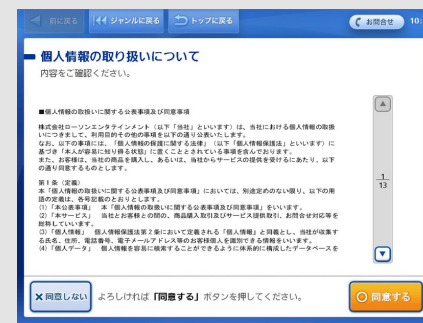 前に戻る ジャンルに戻る トップに戻る お問合せ 10:
個人情報の取り扱いについて
内容をご確認ください。
■個人情報の取扱いに関する公表事項及び同意事項
株式会社ローソンエンタテインメント（以下「当社」といいます）は、当社における個人情報の取扱
いにつきまして、利用目的その他の事項を以下の通り公表いたします。
なお、以下の事項には、「個人情報の保護に関する法律」（以下「個人情報保護法」といいます）に
基づき「本人が容易に知り得る状態」に置くこととされている事項を含んでおります。
また、お客様は、当社の商品を購入し、あるいは、当社からサービスの提供を受けるにあたり、以下
の通り同意するものとします。
第1条（定義）
本「個人情報の取扱いに関する公表事項及び同意事項」においては、別途定めのない限り、以下の用
語の定義は、各号記載のとおりとします。
(1)「本公表事項」 本「個人情報の取扱いに関する公表事項及び同意事項」をいいます。
(2)「本サービス」 当社とお客様との間の、商品購入取引及びサービス提供取引、お問合せ対応等を
総称していいます。
(3)「個人情報」 個人情報保護法第2条において定義される「個人情報」と同義とし、当社が収集す
る氏名、住所、電話番号、電子メールアドレス等のお客様個人を識別できる情報をいいます。
(4)「個人データ」 個人情報を容易に検索することができるように体系的に構成したデータベースを
1
13
×同意しない よろしければ「同意する」ボタンを押してください。 ○同意する